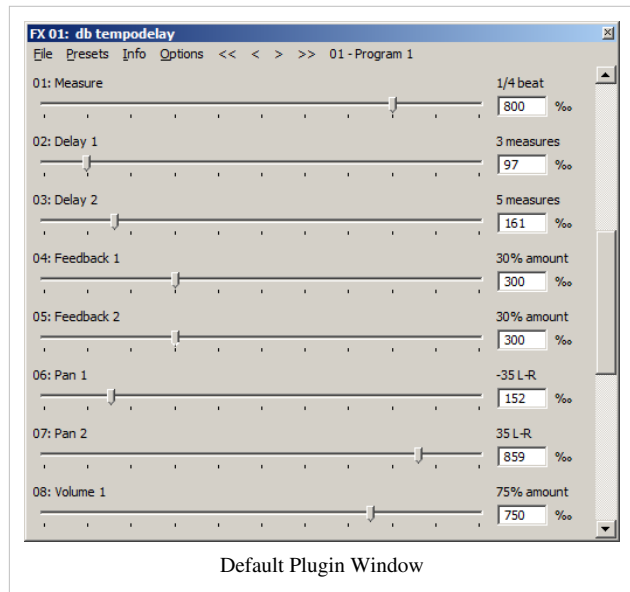 FX 01: db tempodelay
File Presets Info Options << < > >> 01 - Program 1
01: Measure 1/4 beat
800 ‰
02: Delay 1 3 measures
97 ‰
03: Delay 2 5 measures
161 ‰
04: Feedback 1 30% amount
300 ‰
05: Feedback 2 30% amount
300 ‰
06: Pan 1 -35 L-R
152 ‰
07: Pan 2 35 L-R
859 ‰
08: Volume 1 75% amount
750 ‰
Default Plugin Window